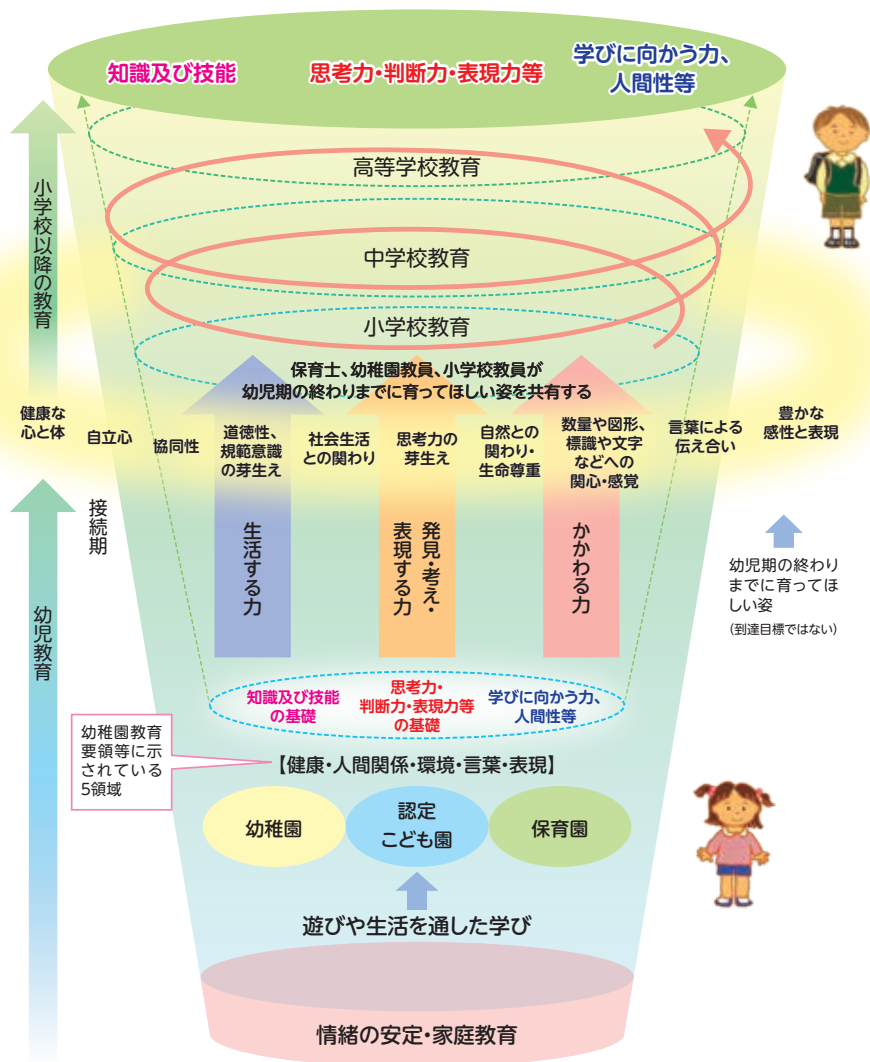 知識及び技能
思考力・判断力・表現力等
学びに向かう力、
人間性等
高等学校教育
中学校教育
小学校教育
小学校以降の教育
保育士、幼稚園教員、小学校教員が
幼児期の終わりまでに育ってほしい姿を共有する
健康な
心と体
自立心
協同性
道徳性、
規範意識
の芽生え
社会生活
との関わり
思考力の
芽生え
自然との
関わり・
生命尊重
数量や図形、
標識や文字
などへの
関心・感覚
言葉による
伝え合い
豊かな
感性と表現
接続期
幼児教育
生活する力
発見・考え・
表現する力
かかわる力
幼児期の終わり
までに育ってほ
しい姿
(到達目標ではない)
知識及び技能
の基礎
思考力・
判断力・表現力等
の基礎
学びに向かう力、
人間性等
幼稚園教育
要領等に示
されている
5領域
【健康・人間関係・環境・言葉・表現】
幼稚園
認定
こども園
保育園
遊びや生活を通した学び
情緒の安定・家庭教育